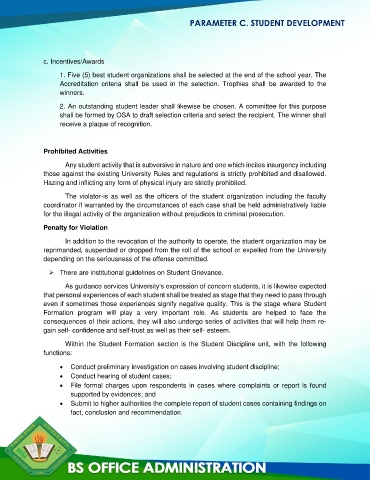 PARAMETER C. STUDENT DEVELOPMENT
c. Incentives/Awards
1. Five (5) best student organizations shall be selected at the end of the school year. The
Accreditation criteria shall be used in the selection. Trophies shall be awarded to the
winners.
2. An outstanding student leader shall likewise be chosen. A committee for this purpose
shall be formed by OSA to draft selection criteria and select the recipient. The winner shall
receive a plaque of recognition.
Prohibited Activities
Any student activity that is subversive in nature and one which incites insurgency including
those against the existing University Rules and regulations is strictly prohibited and disallowed.
Hazing and inflicting any form of physical injury are strictly prohibited.
The violator-is as well as the officers of the student organization including the faculty
coordinator if warranted by the circumstances of each case shall be held administratively liable
for the illegal activity of the organization without prejudices to criminal prosecution.
Penalty for Violation
In addition to the revocation of the authority to operate, the student organization may be
reprimanded, suspended or dropped from the roll of the school or expelled from the University
depending on the seriousness of the offense committed.
➢ There are institutional guidelines on Student Grievance.
As guidance services University's expression of concern students, it is likewise expected
that personal experiences of each student shall be treated as stage that they need to pass through
even if sometimes those experiences signify negative quality. This is the stage where Student
Formation program will play a very important role. As students are helped to face the
consequences of their actions, they will also undergo series of activities that will help them re-
gain self- confidence and self-trust as well as their self- esteem.
Within the Student Formation section is the Student Discipline unit, with the following
functions:
• Conduct preliminary investigation on cases involving student discipline;
• Conduct hearing of student cases;
• File formal charges upon respondents in cases where complaints or report is found
supported by evidences; and
• Submit to higher authorities the complete report of student cases containing findings on
fact, conclusion and recommendation.
BS OFFICE ADMINISTRATION